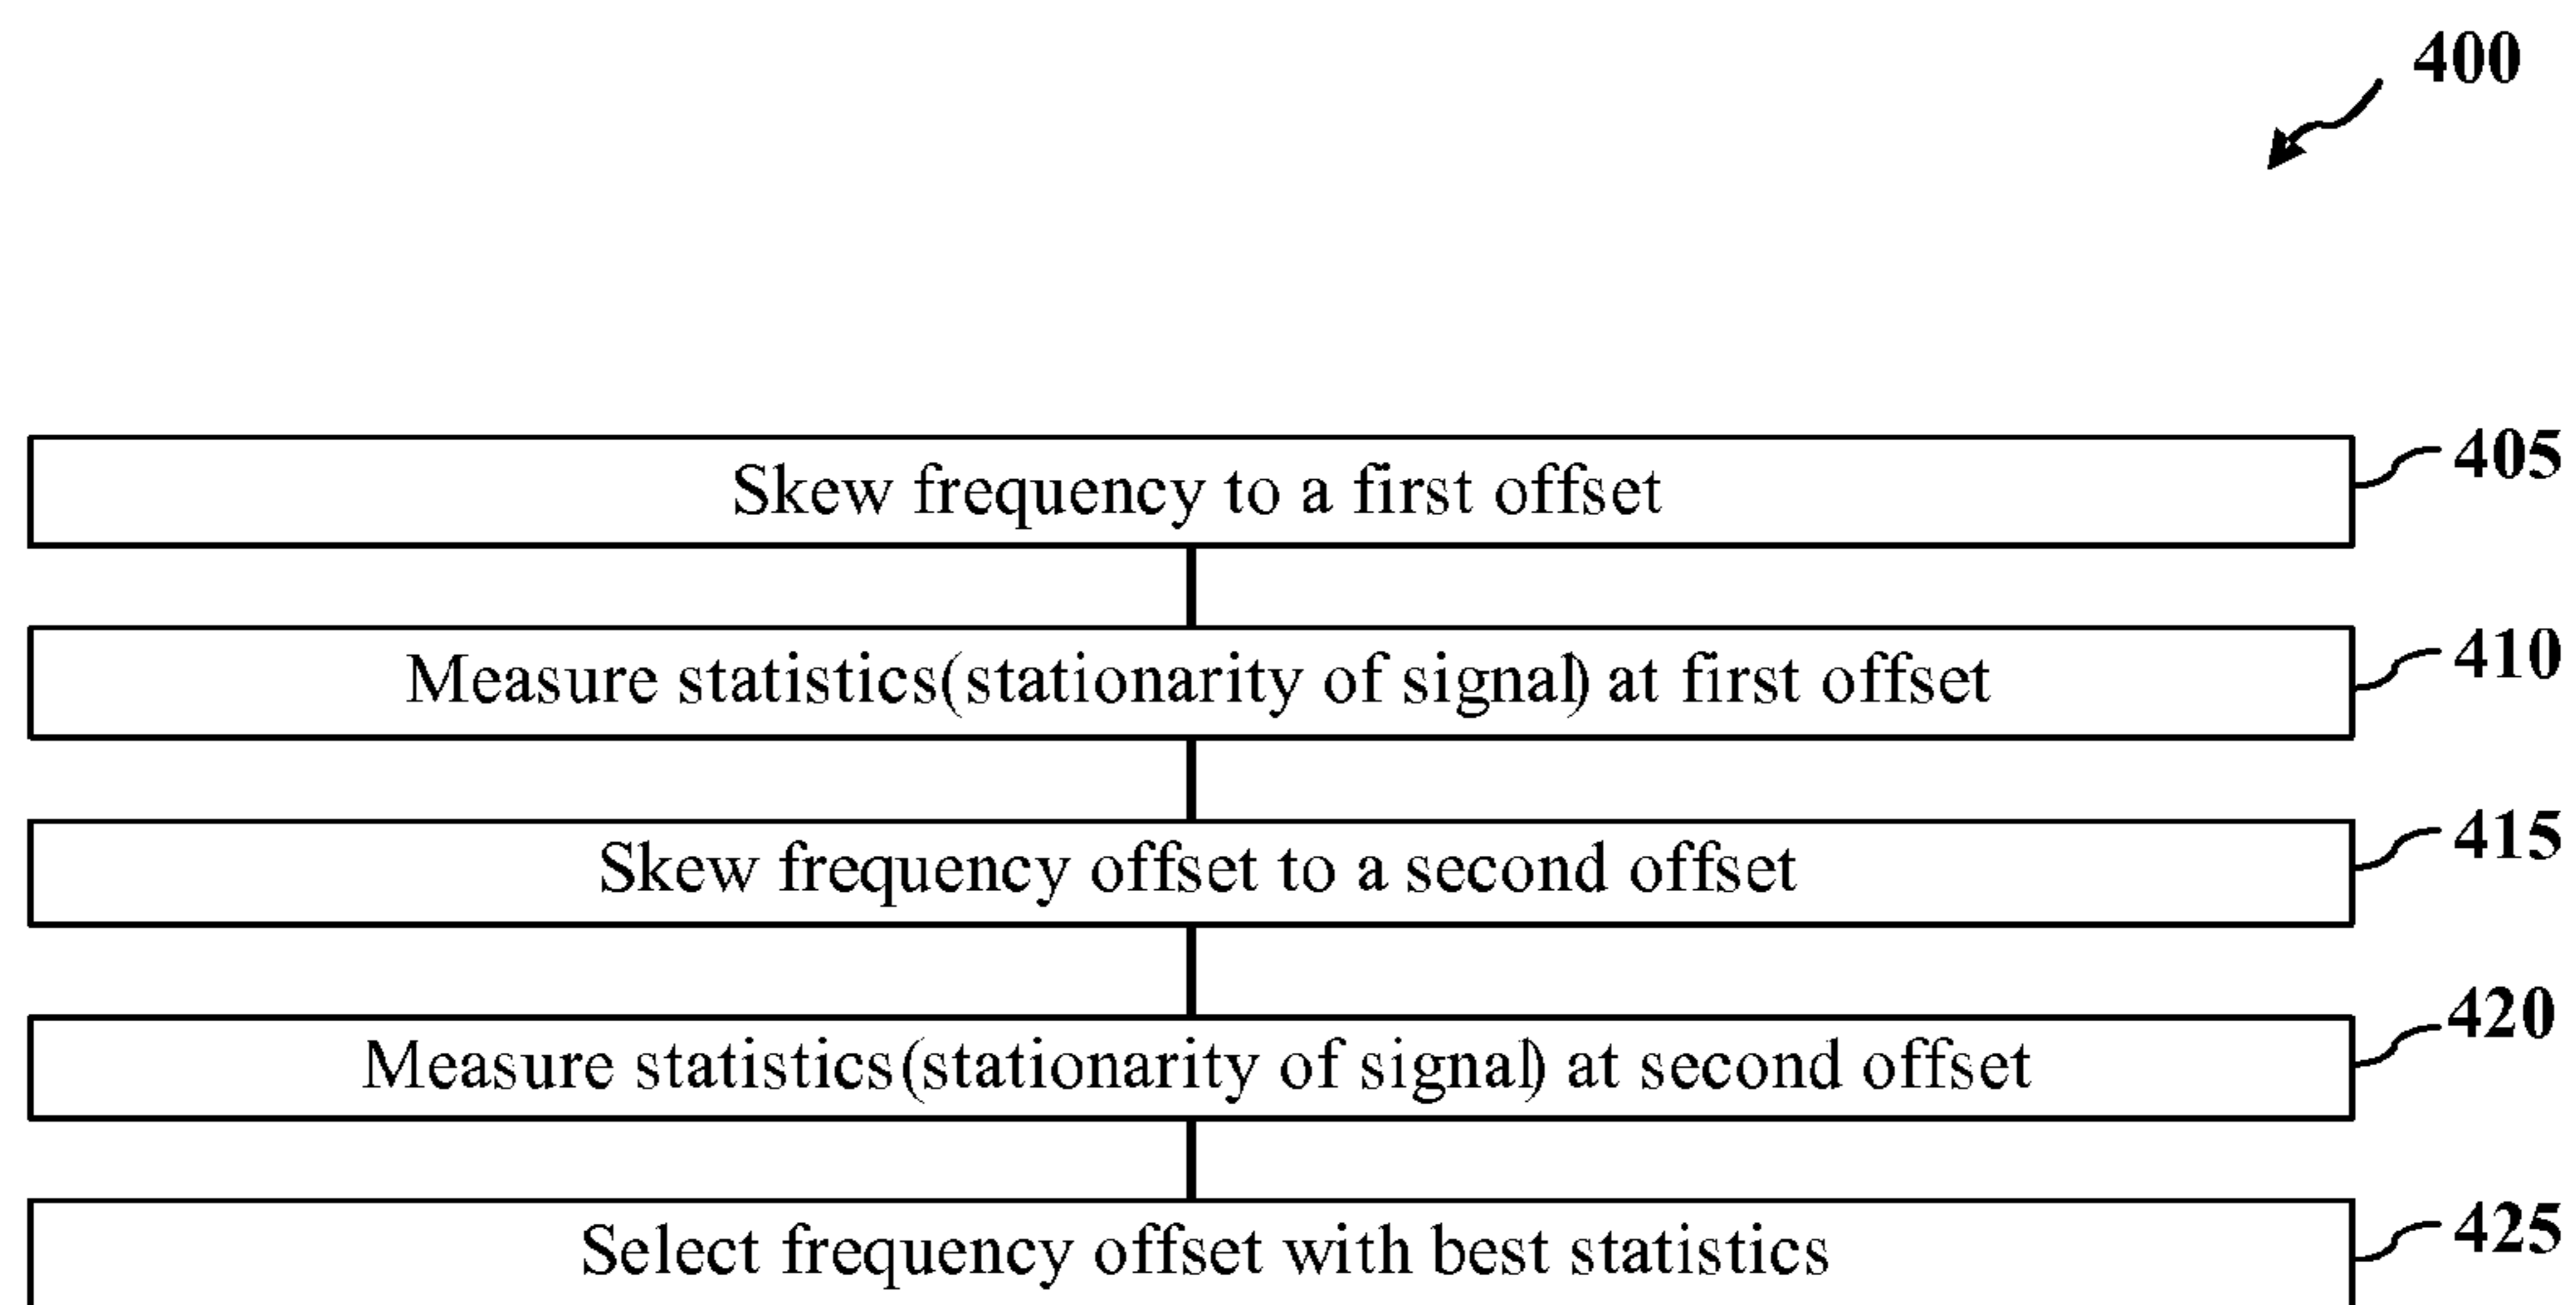 400
Skew frequency to a first offset
405
Measure statistics(stationarity of signal) at first offset
410
Skew frequency offset to a second offset
415
Measure statistics(stationarity of signal) at second offset
420
Select frequency offset with best statistics
425